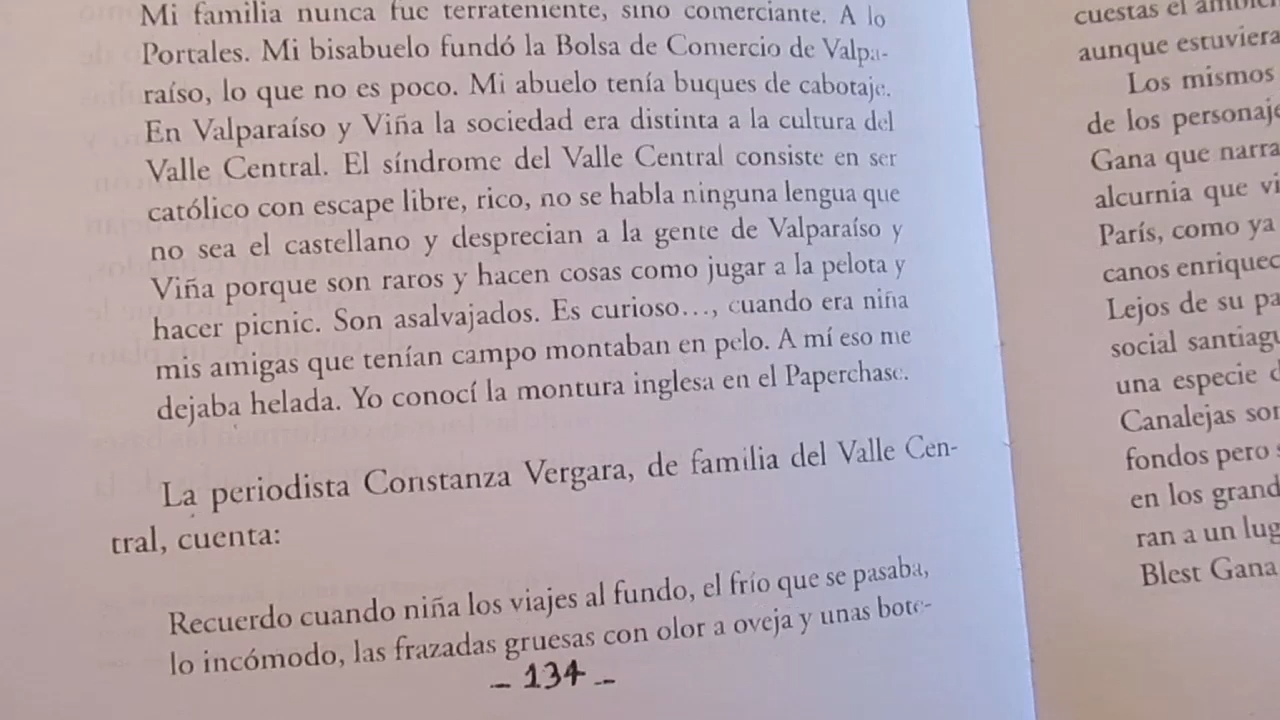 Mi familia nunca fue terrateniente, sino comerciante. A lo
Portales. Mi bisabuelo fundó la Bolsa de Comercio de Valpa-
raíso, lo que no es poco. Mi abuelo tenía buques de cabotaje.
En Valparaíso y Viña la sociedad era distinta a la cultura del
Valle Central. El síndrome del Valle Central consiste en ser
católico con escape libre, rico, no se habla ninguna lengua que
no sea el castellano y desprecian a la gente de Valparaíso y
Viña porque son raros y hacen cosas como jugar a la pelota y
hacer picnic. Son asalvajados. Es curioso..., cuando era niña
mis amigas que tenían campo montaban en pelo. A mí eso me
dejaba helada. Yo conocí la montura inglesa en el Paperchase.
La periodista Constanza Vergara, de familia del Valle Cen-
tral, cuenta:
Recuerdo cuando niña los viajes al fundo, el frío que se pasaba,
lo incómodo, las frazadas gruesas con olor a oveja y unas bote-
- 134 -
cuestas el
aunque estuviera
Los mismos
de los
Gana que narra
alcurnia que
París, como ya
canos
Lejos de su
social
una especie
Canalejas
fondos pero
en los
ran a un
Blest Gana